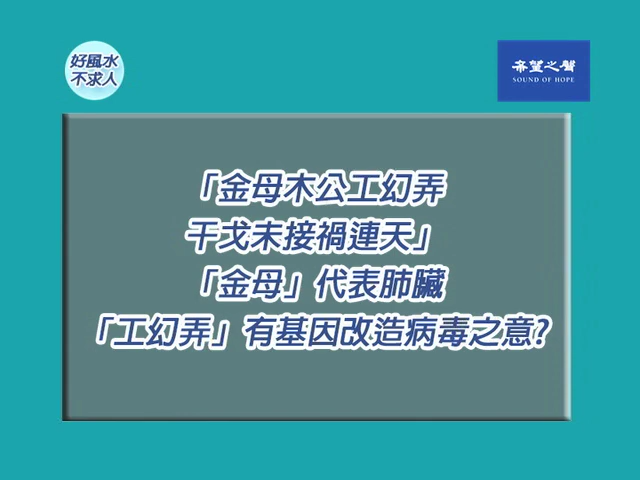 好風水
不求人
希望之聲
SOUND OF HOPE
「金母木公工幻弄
干戈未接禍連天」
「金母」代表肺臟
「工幻弄」有基因改造病毒之意?